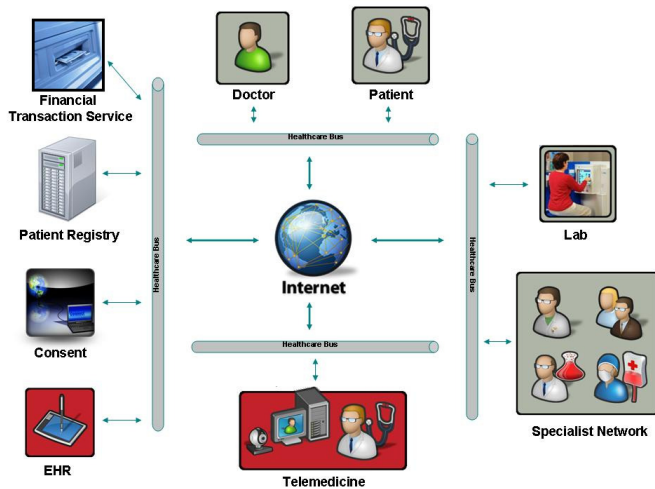 Financial
Transaction Service
Doctor
Patient
Healthcare Bus
Patient Registry
Healthcare Bus
Internet
Healthcare Bus
Lab
Consent
Healthcare Bus
EHR
Telemedicine
Specialist Network